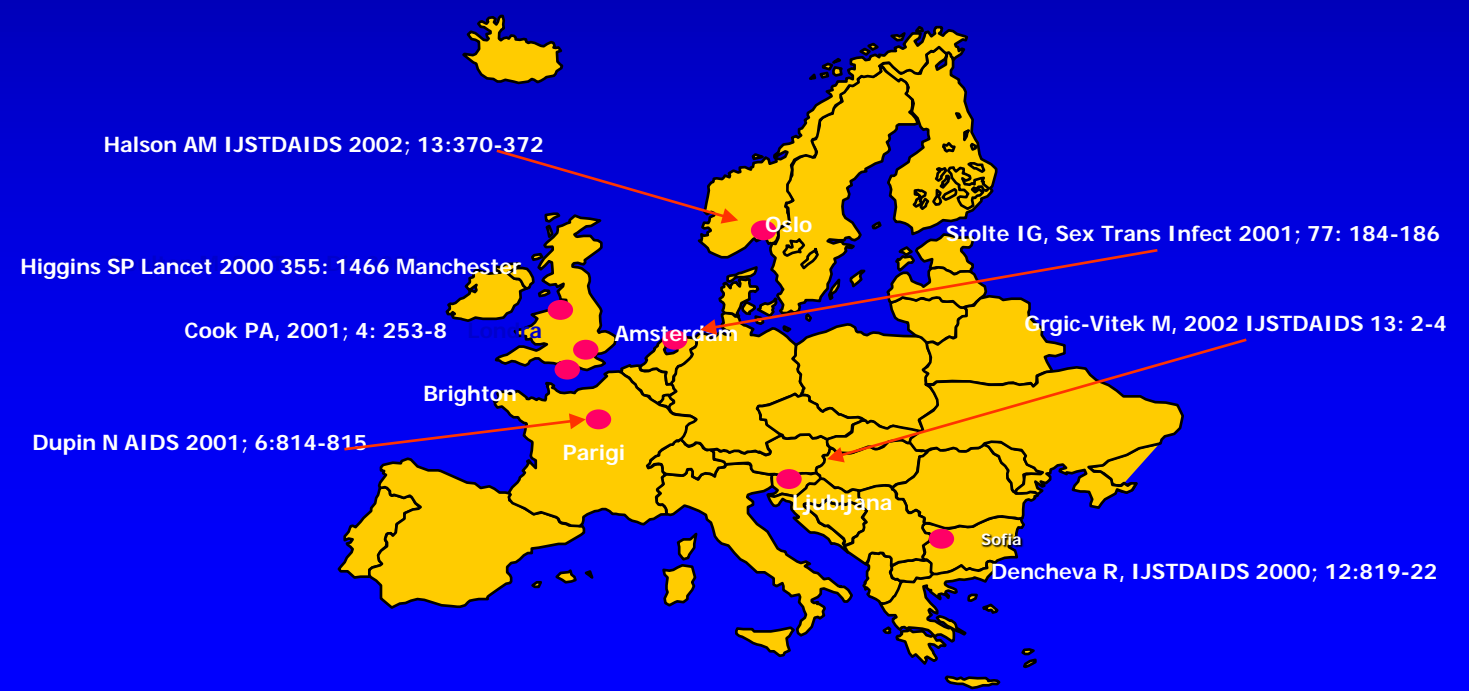 Halson AM IJSTDAIDS 2002; 13:370-372
Oslo
Stolte IG, Sex Trans Infect 2001; 77: 184-186
Higgins SP Lancet 2000 355: 1466 Manchester
Cook PA, 2001; 4: 253-8 Londra
Amsterdam
Grgic-Vitek M, 2002 IJSTDAIDS 13: 2-4
Brighton
Dupin N AIDS 2001; 6:814-815
Parigi
Ljubljana
Sofia
Dencheva R, IJSTDAIDS 2000; 12:819-22